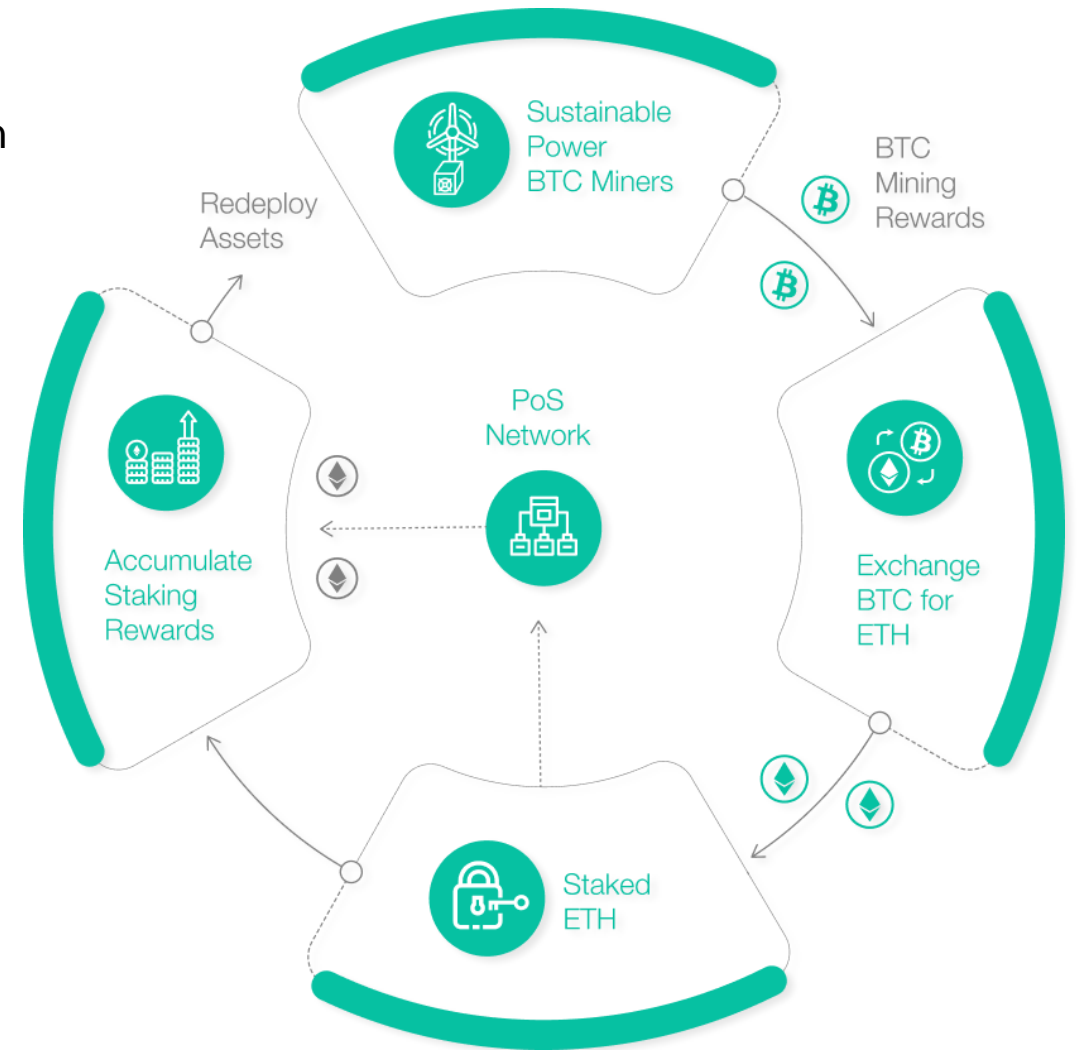 Sustainable
Power
BTC Miners
BTC
Mining
Rewards
Redeploy
Assets
PoS
Network
Accumulate
Staking
Rewards
Exchange
BTC for
ETH
Staked
ETH